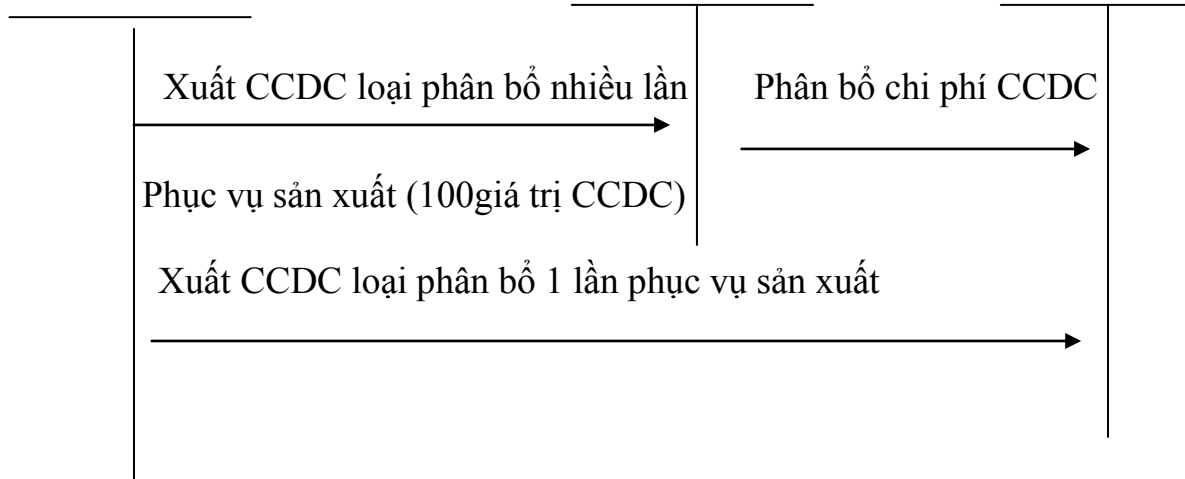 Xuất CCDC loại phân bổ nhiều lần
Phân bổ chi phí CCDC
Phục vụ sản xuất (100giá trị CCDC)
Xuất CCDC loại phân bổ 1 lần phục vụ sản xuất